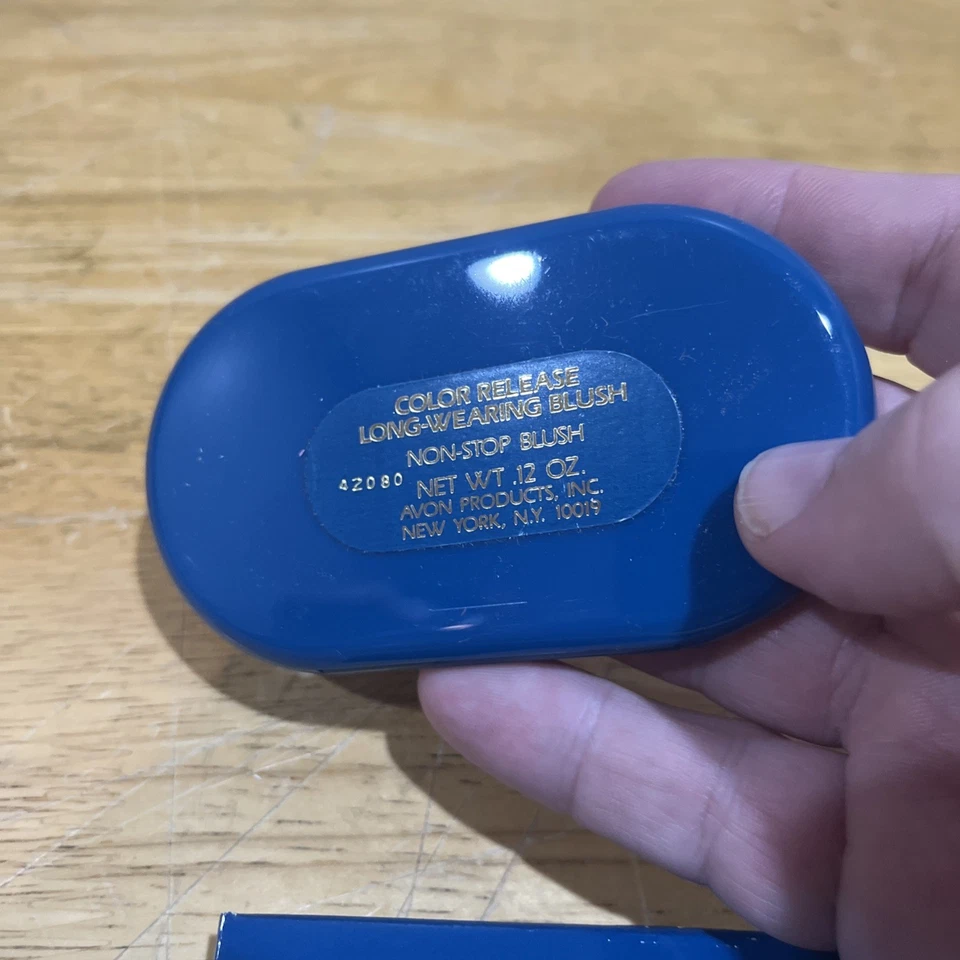 COLOR RELEASE
LONG-WEARING BLUSH
NON-STOP BLUSH
42080 NET WT .12 OZ.
AVON PRODUCTS, INC.
NEW YORK, N.Y. 10019